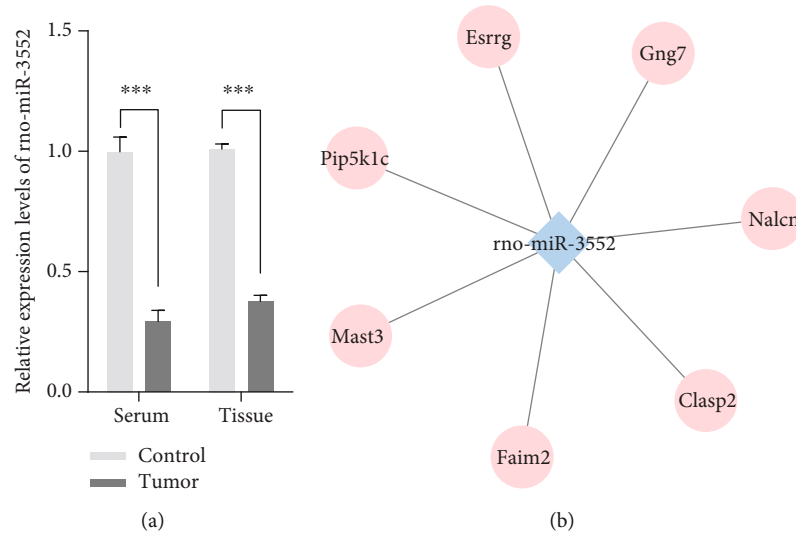 Relative expression levels of rno-miR-3552
1.5
1.0
0.5
0.0
***
***
Serum
Tissue
Control
Tumor
(a)
Esrrg
Gng7
Pip5k1c
Nalcn
rno-miR-3552
Mast3
Clasp2
Faim2
(b)